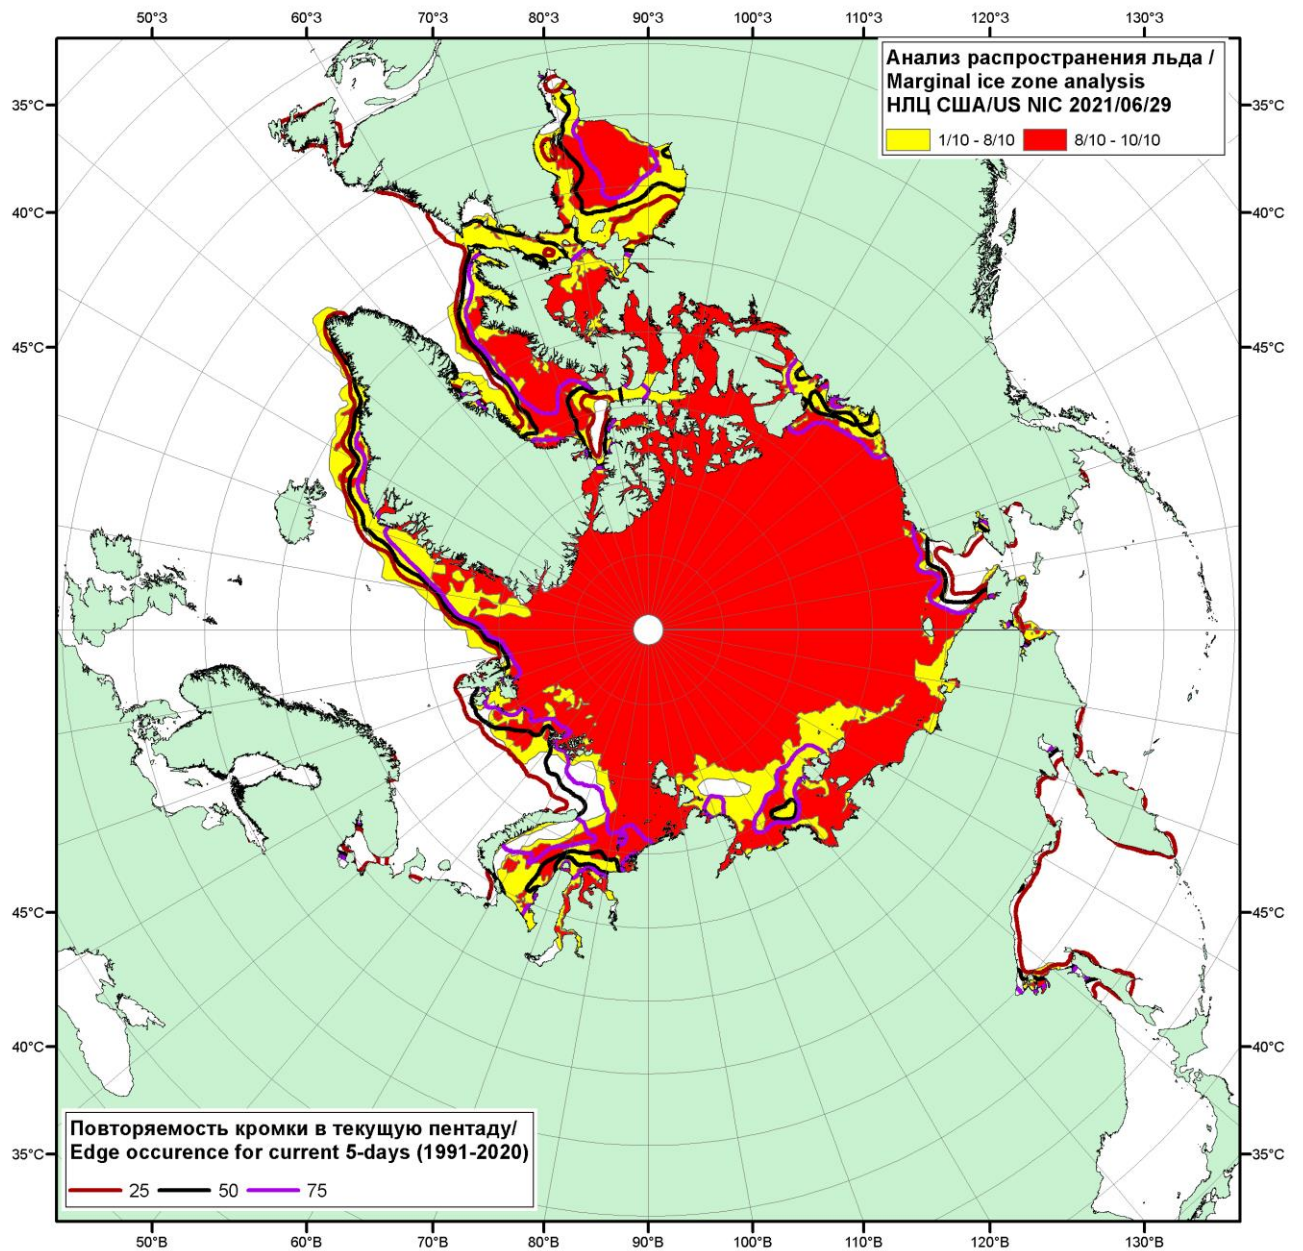 50°З 60°З 70°З 80°З 90°З 100°З 110°З 120°З 130°З
Анализ распространения льда /
Marginal ice zone analysis
НЛЦ США/US NIC 2021/06/29
1/10 - 8/10 8/10 - 10/10
35°С 35°С
40°С 40°С
45°С 45°С
45°С 45°С
40°С 40°С
35°С 35°С
Повторяемость кромки в текущую пентаду/
Edge occurence for current 5-days (1991-2020)
25 50 75
50°В 60°В 70°В 80°В 90°В 100°В 110°В 120°В 130°В